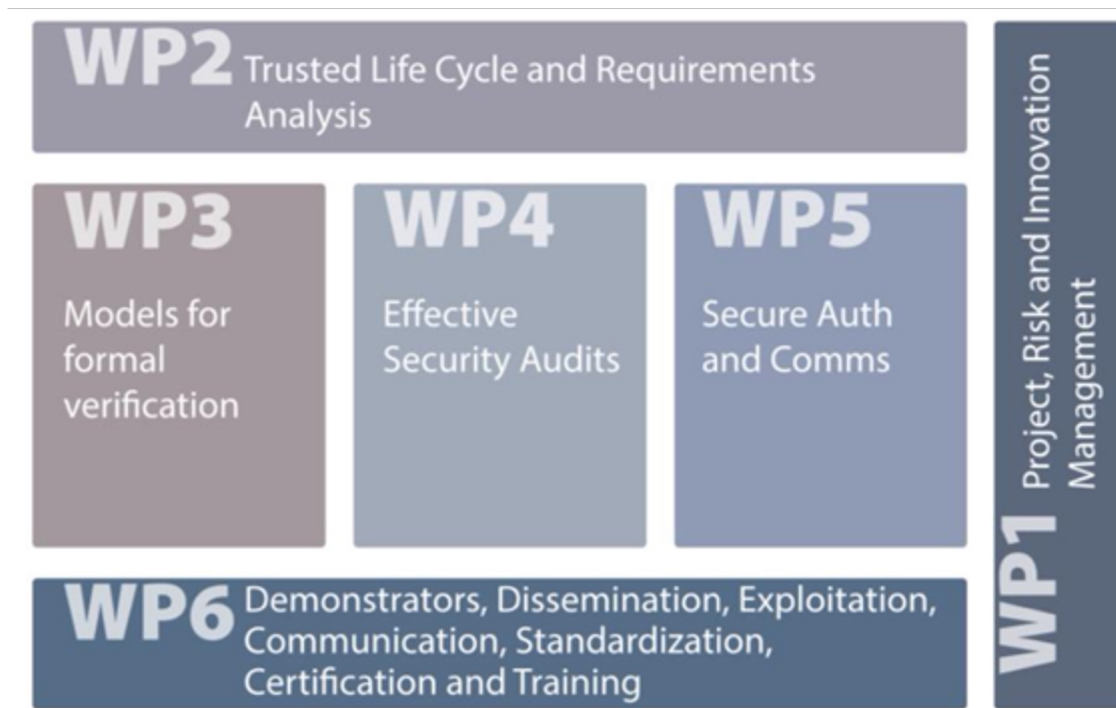 WP2 Trusted Life Cycle and Requirements
Analysis
WP3
Models for
formal
verification
WP4
Effective
Security Audits
WP5
Secure Auth
and Comms
WP6 Demonstrators, Dissemination, Exploitation,
Communication, Standardization,
Certification and Training
WP1 Project, Risk and Innovation
Management